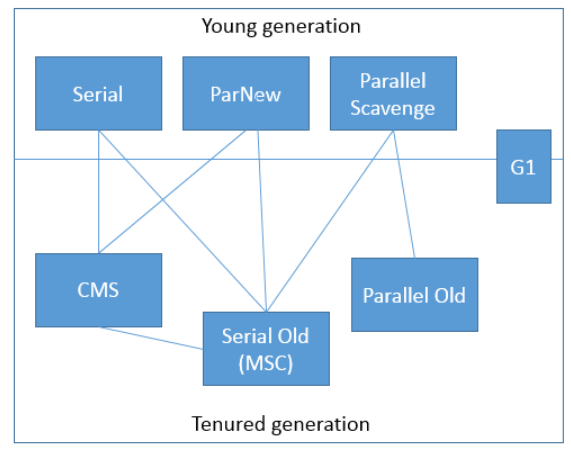 Young generation
Serial
ParNew
Parallel
Scavenge
G1
CMS
Parallel Old
Serial Old
(MSC)
Tenured generation